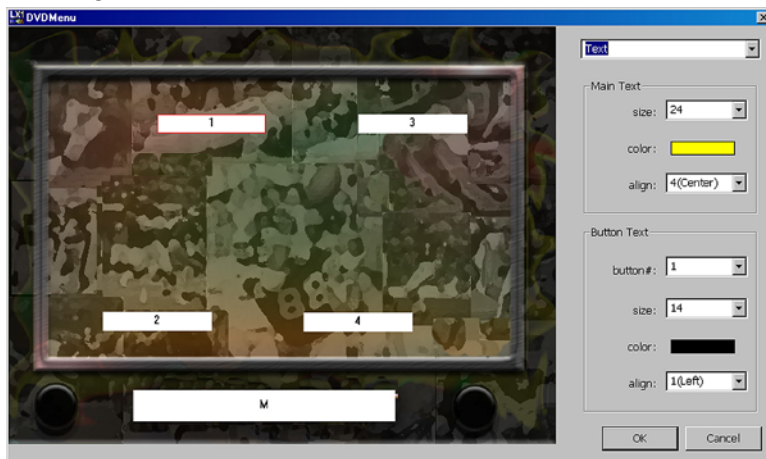 DVDMenu
Text
1
3
2
4
M
Main Text
size: 24
color:
align: 4(Center)
Button Text
button#: 1
size: 14
color:
align: 1(Left)
OK Cancel